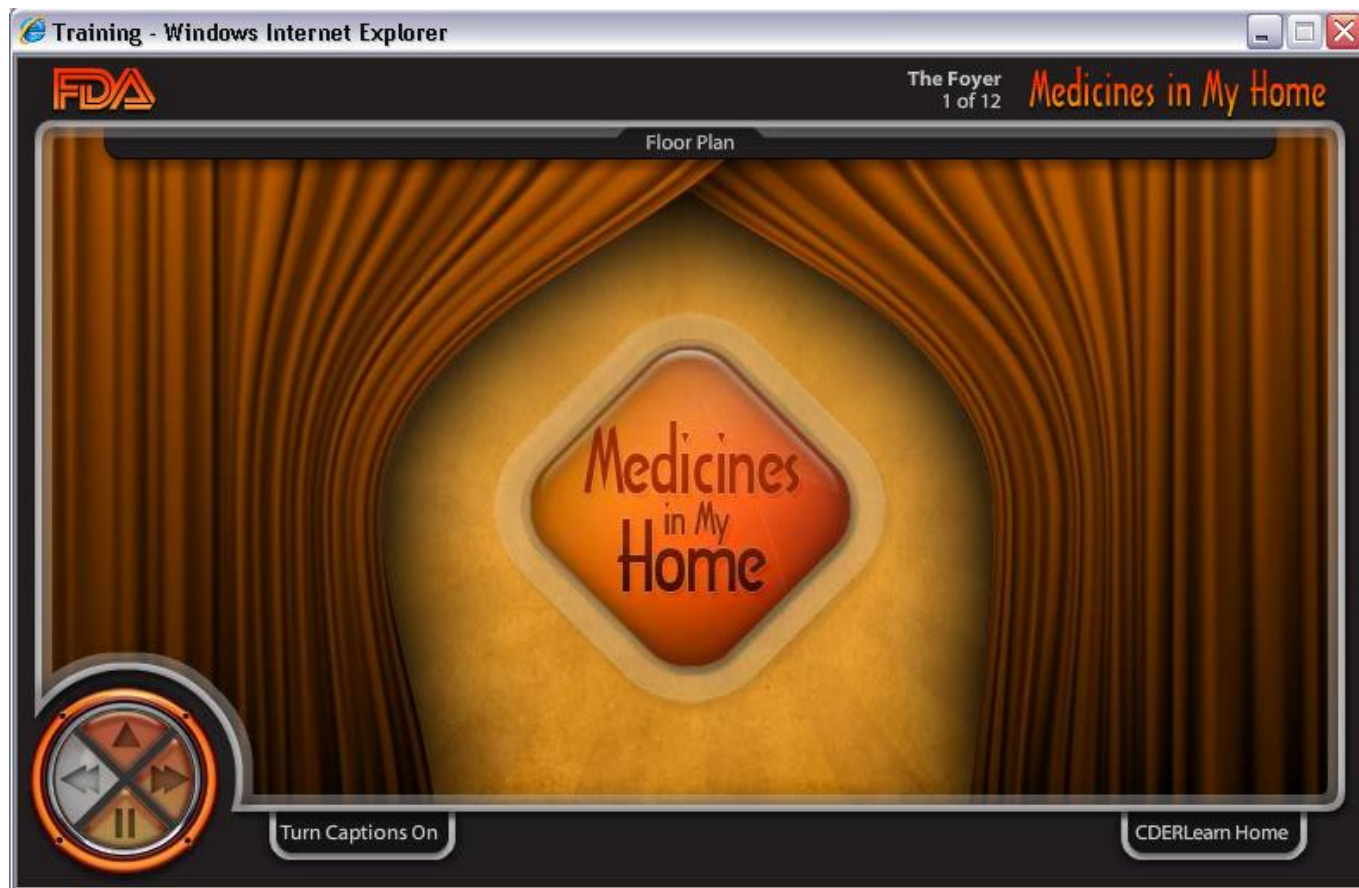 Training - Windows Internet Explorer
FDA
The Foyer
1 of 12
Medicines in My Home
Floor Plan
Medicines
in My
Home
Turn Captions On
CDERLearn Home